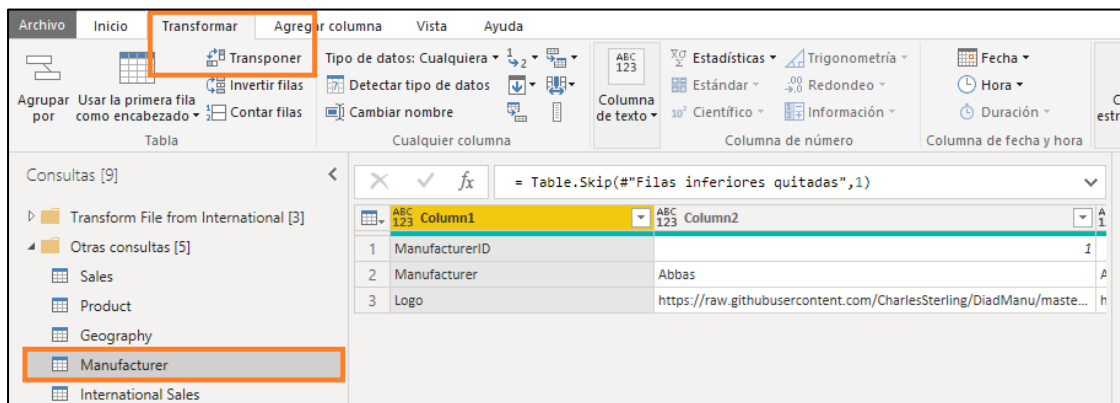 Archivo Inicio Transformar Agregar columna Vista Ayuda
Agrupar por
Usar la primera fila como encabezado
Transponer
Invertir filas
Contar filas
Tabla
Tipo de datos: Cualquiera
Detectar tipo de datos
Cambiar nombre
Cualquier columna
ABC
123
Columna
de texto
Estadísticas
Estándar
Científico
Trigonometría
Redondeo
Información
Columna de número
Fecha
Hora
Duración
Columna de fecha y hora
Consultas [9]
Transform File from International [3]
Otras consultas [5]
Sales
Product
Geography
Manufacturer
International Sales
fx = Table.Skip(#"Filas inferiores quitadas",1)
ABC 123 Column1 ABC 123 Column2
1 ManufacturerID 1
2 Manufacturer Abbas
3 Logo https://raw.githubusercontent.com/CharlesSterling/DiadManu/maste...